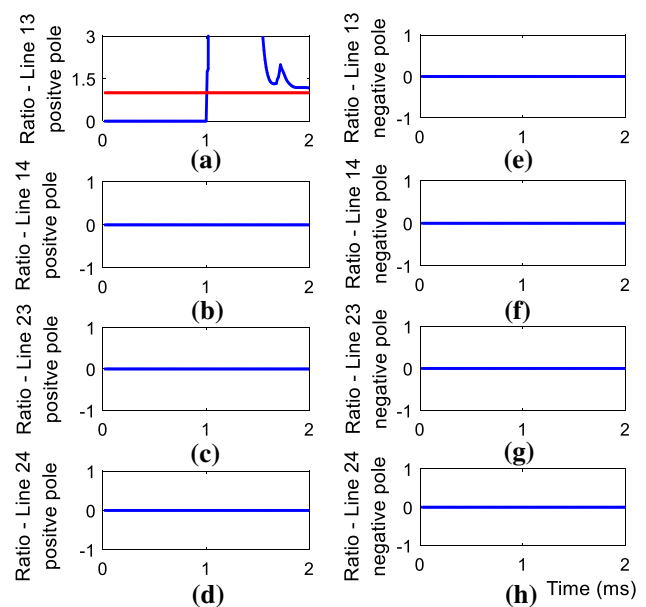 Ratio - Line 13
positve pole
3
1.5
0
0
1
2
(a)
Ratio - Line 14
positve pole
1
0
-1
0
1
2
(b)
Ratio - Line 23
positve pole
1
0
-1
0
1
2
(c)
Ratio - Line 24
positve pole
1
0
-1
0
1
2
(d)
Ratio - Line 13
negative pole
1
0
-1
0
1
2
(e)
Ratio - Line 14
negative pole
1
0
-1
0
1
2
(f)
Ratio - Line 23
negative pole
1
0
-1
0
1
2
(g)
Ratio - Line 24
negative pole
1
0
-1
0
1
2
(h)
Time (ms)